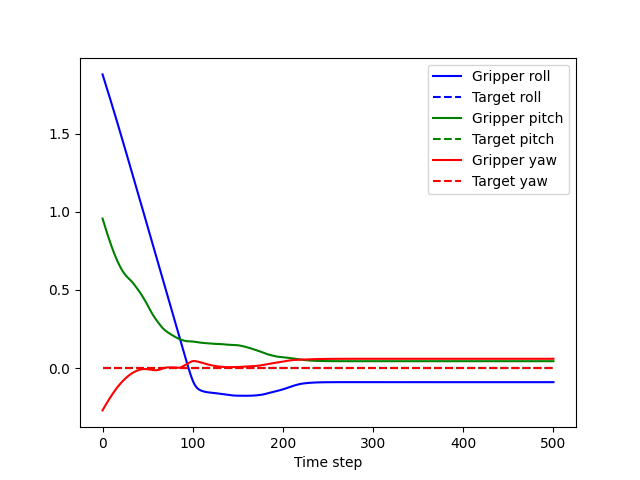 Gripper roll
Target roll
Gripper pitch
Target pitch
Gripper yaw
Target yaw
1.5
1.0
0.5
0.0
0 100 200 300 400 500
Time step